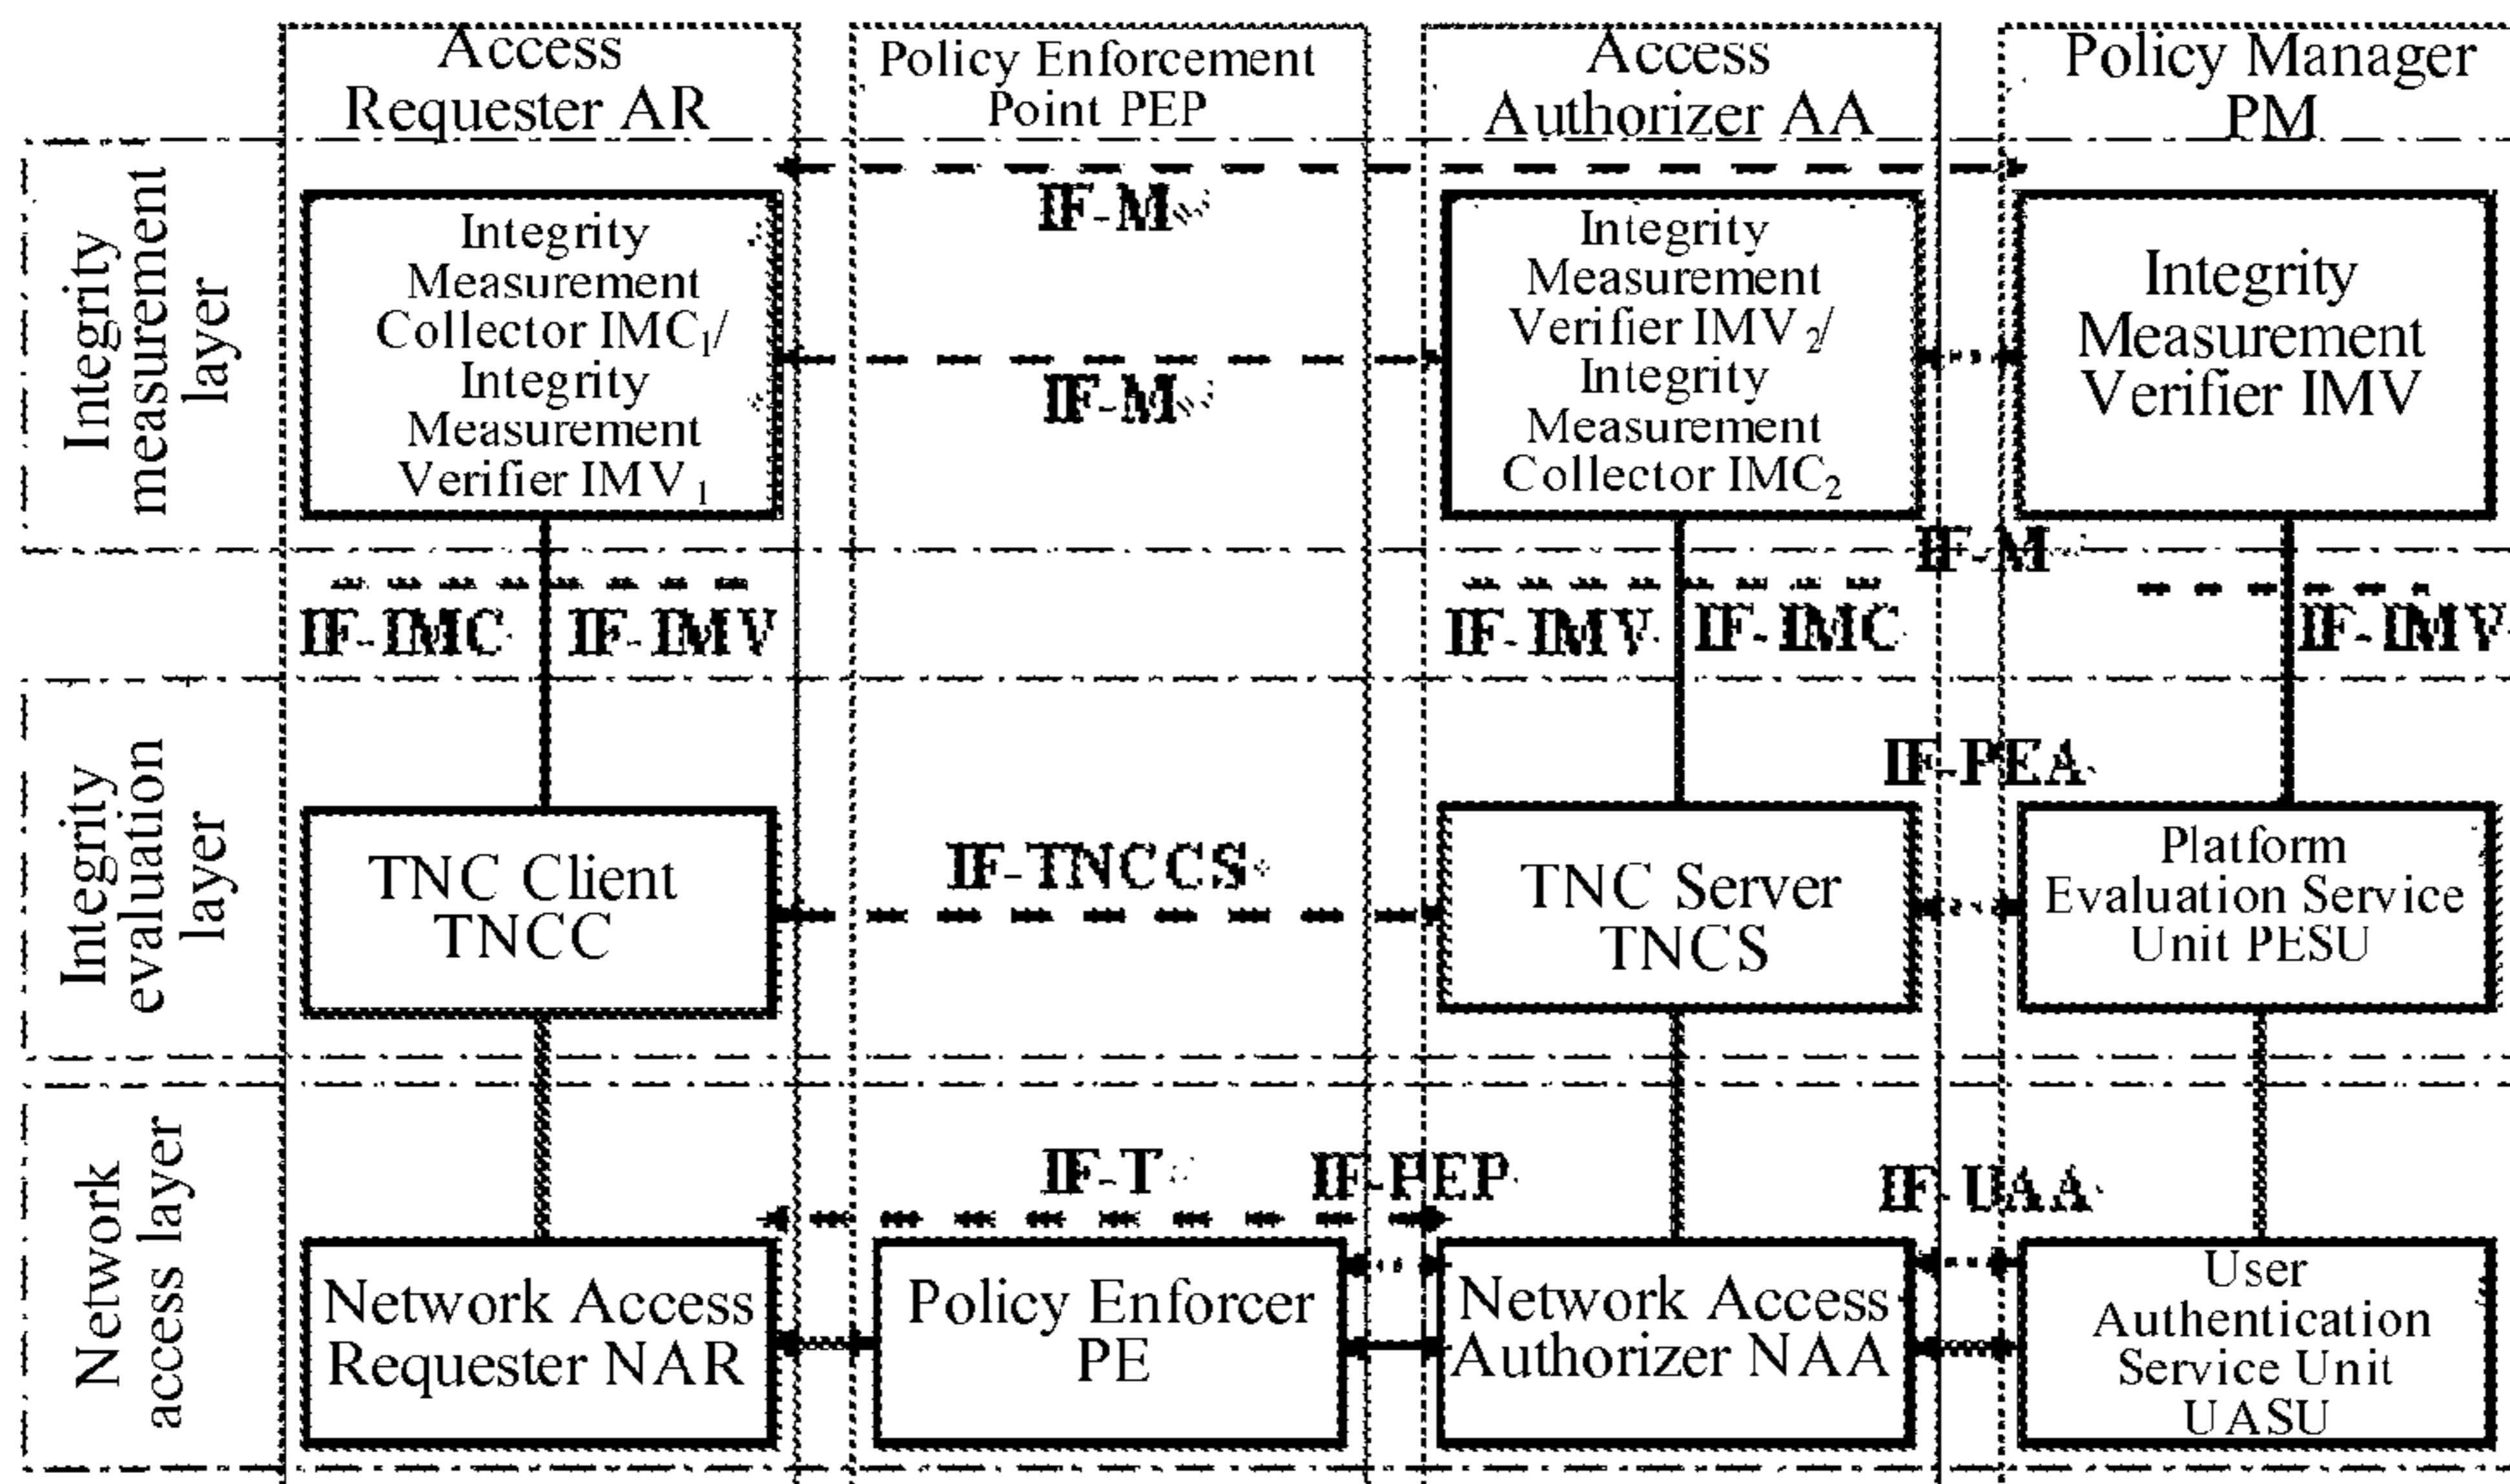 Access
Requester AR
Policy Enforcement
Point PEP
Access
Authorizer AA
Policy Manager
PM
Integrity
measurement
layer
IF-M
Integrity
Measurement
Collector IMC₁/
Integrity
Measurement
Verifier IMV₁
IF-M
Integrity
Measurement
Verifier IMV₂/
Integrity
Measurement
Collector IMC₂
Integrity
Measurement
Verifier IMV
IF-M
IF-IMC
IF-IMV
IF-IMV
IF-IMC
IF-IMV
Integrity
evaluation
layer
TNC Client
TNCC
IF-TNCCS
TNC Server
TNCS
IF-PEA
Platform
Evaluation Service
Unit PESU
Network
access layer
IF-T
IF-PEP
IF-UAA
Network Access
Requester NAR
Policy Enforcer
PE
Network Access
Authorizer NAA
User
Authentication
Service Unit
UASU